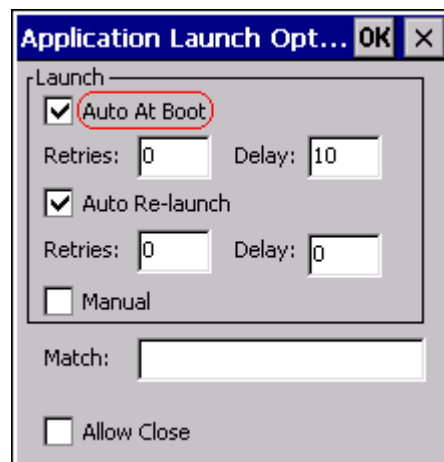 Application Launch Opt... OK ×
Launch
Auto At Boot
Retries: 0 Delay: 10
Auto Re-launch
Retries: 0 Delay: 0
Manual
Match:
Allow Close